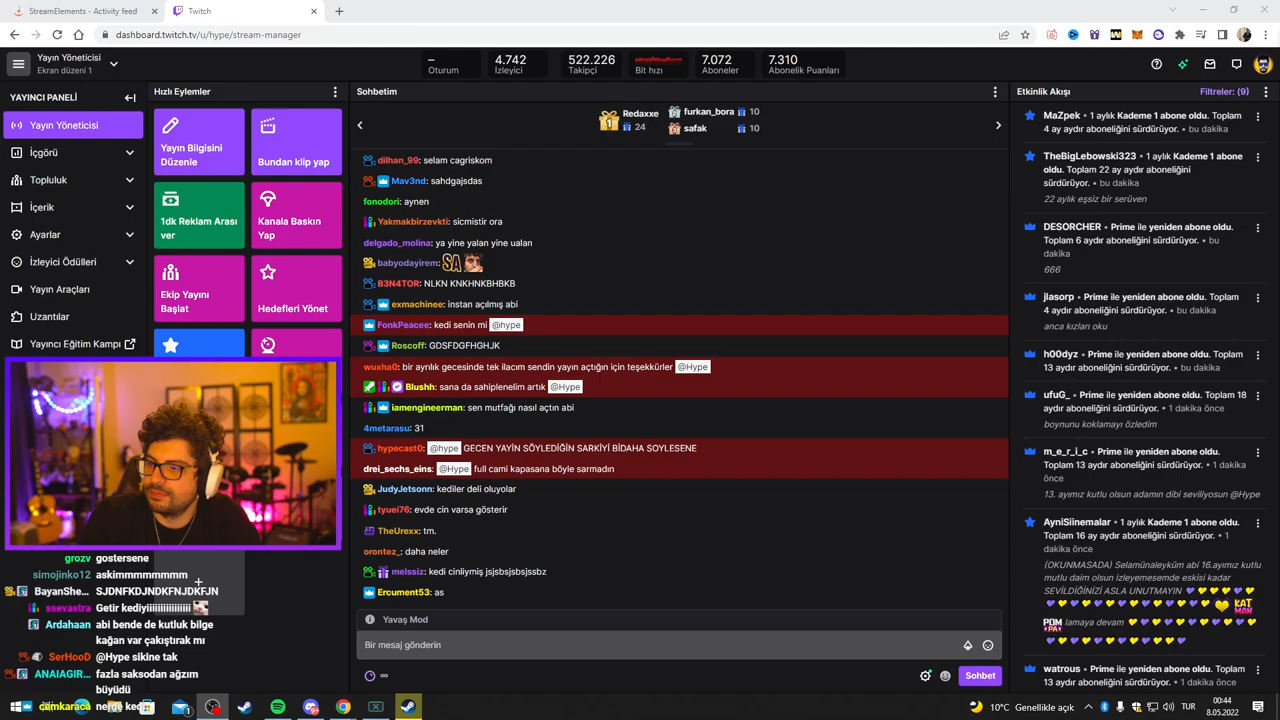 StreamElements - Activity feed
Twitch
dashboard.twitch.tv/u/hype/stream-manager
Yayın Yöneticisi
Ekran düzeni 1
–
Oturum
4.742
İzleyici
522.226
Takipçi
Bit hızı
7.072
Aboneler
7.310
Abonelik Puanları
YAYINCI PANELİ
Yayın Yöneticisi
İçgörü
Topluluk
İçerik
Ayarlar
İzleyici Ödülleri
Yayın Araçları
Uzantılar
Yayıncı Eğitim Kampı
Hızlı Eylemler
Yayın Bilgisini
Düzenle
Bundan klip yap
1dk Reklam Arası
ver
Kanala Baskın
Yap
Ekip Yayını
Başlat
Hedefleri Yönet
grozv gostersene
simojinko12 askimmmmmmmm
BayanShe... SJDNFKDJNDKFNJDKFJN
ssevastra Getir kediyiiiiiiiiiiiiiiii
Ardahaan abi bende de kutluk bilge
kağan var çakıştırak mı
SerHooD @Hype slkine tak
ANAIAGIR... fazla saksodan ağzım
büyüdü
camkaraca
Sohbetim
1
Redaxxe
24
2
furkan_bora 10
3
safak 10
dilhan_99: selam cagriskom
Mav3nd: sahdgajsdas
fonodori: aynen
Yakmakbirzevkti: sicmistir ora
delgado_molina: ya yine yalan yine ualan
babyodayirem: SA
B3N4TOR: NLKN KNKHNKBHBKB
exmachinee: instan açılmış abi
FonkPeacee: kedi senin mi @hype
Roscoff: GDSFDGFHGHJK
wuxha0: bir ayrılık gecesinde tek ilacım sendin yayın açtığın için teşekkürler @Hype
Blushh: sana da sahiplenelim artık @Hype
iamengineerman: sen mutfağı nasıl açtın abi
4metarasu: 31
hypecast0: @hype GECEN YAYİN SÖYLEDİĞİN SARKİYİ BİDAHA SOYLESENE
drei_sechs_eins: @Hype full cami kapasana böyle sarmadın
JudyJetsonn: kediler deli oluyolar
tyuei76: evde cin varsa gösterir
TheUrexx: tm.
orontez_: daha neler
melssiz: kedi cinliymiş jsjsbsjsbsjssbz
Ercument53: as
Yavaş Mod
Bir mesaj gönderin
Sohbet
Etkinlik Akışı
Filtreler: (9)
MaZpek • 1 aylık Kademe 1 abone oldu. Toplam
4 ay aydır aboneliğini sürdürüyor. • bu dakika
TheBigLebowski323 • 1 aylık Kademe 1 abone
oldu. Toplam 22 ay aydır aboneliğini
sürdürüyor. • bu dakika
22 aylık eşsiz bir serüven
DESORCHER • Prime ile yeniden abone oldu.
Toplam 6 aydır aboneliğini sürdürüyor. • bu
dakika
666
jlasorp • Prime ile yeniden abone oldu. Toplam
4 aydır aboneliğini sürdürüyor. • bu dakika
anca kızları oku
h00dyz • Prime ile yeniden abone oldu. Toplam
13 aydır aboneliğini sürdürüyor. • bu dakika
ufuG_ • Prime ile yeniden abone oldu. Toplam 18
aydır aboneliğini sürdürüyor. • 1 dakika önce
boynunu koklamayı özledim
m_e_r_i_c • Prime ile yeniden abone oldu.
Toplam 13 aydır aboneliğini sürdürüyor. • 1 dakika
önce
13. ayımız kutlu olsun adamın dibi seviliyosun @Hype
AyniSiinemalar • 1 aylık Kademe 1 abone oldu.
Toplam 16 ay aydır aboneliğini sürdürüyor. • 1
dakika önce
(OKUNMASADA) Selamünaleyküm abi 16.ayımız kutlu
mutlu daim olsun izleyemesemde eskisi kadar
SEVİLDİĞİNİZİ ASLA UNUTMAYIN
KAT
POM lamaya devam
watrous • Prime ile yeniden abone oldu. Toplam
13 aydır aboneliğini sürdürüyor. • 1 dakika önce
10°C Genellikle açık
TUR
00:44
8.05.2022